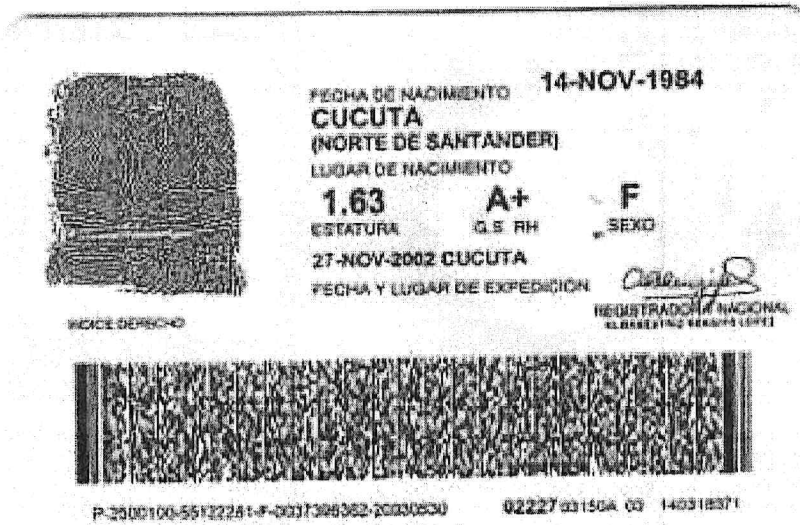 FECHA DE NACIMIENTO 14-NOV-1984
CUCUTA
(NORTE DE SANTANDER)
LUGAR DE NACIMIENTO
1.63 A+ F
ESTATURA G.S. RH SEXO
27-NOV-2002 CUCUTA
FECHA Y LUGAR DE EXPEDICION
REGISTRADORA NACIONAL
INDICE DERECHO
02227